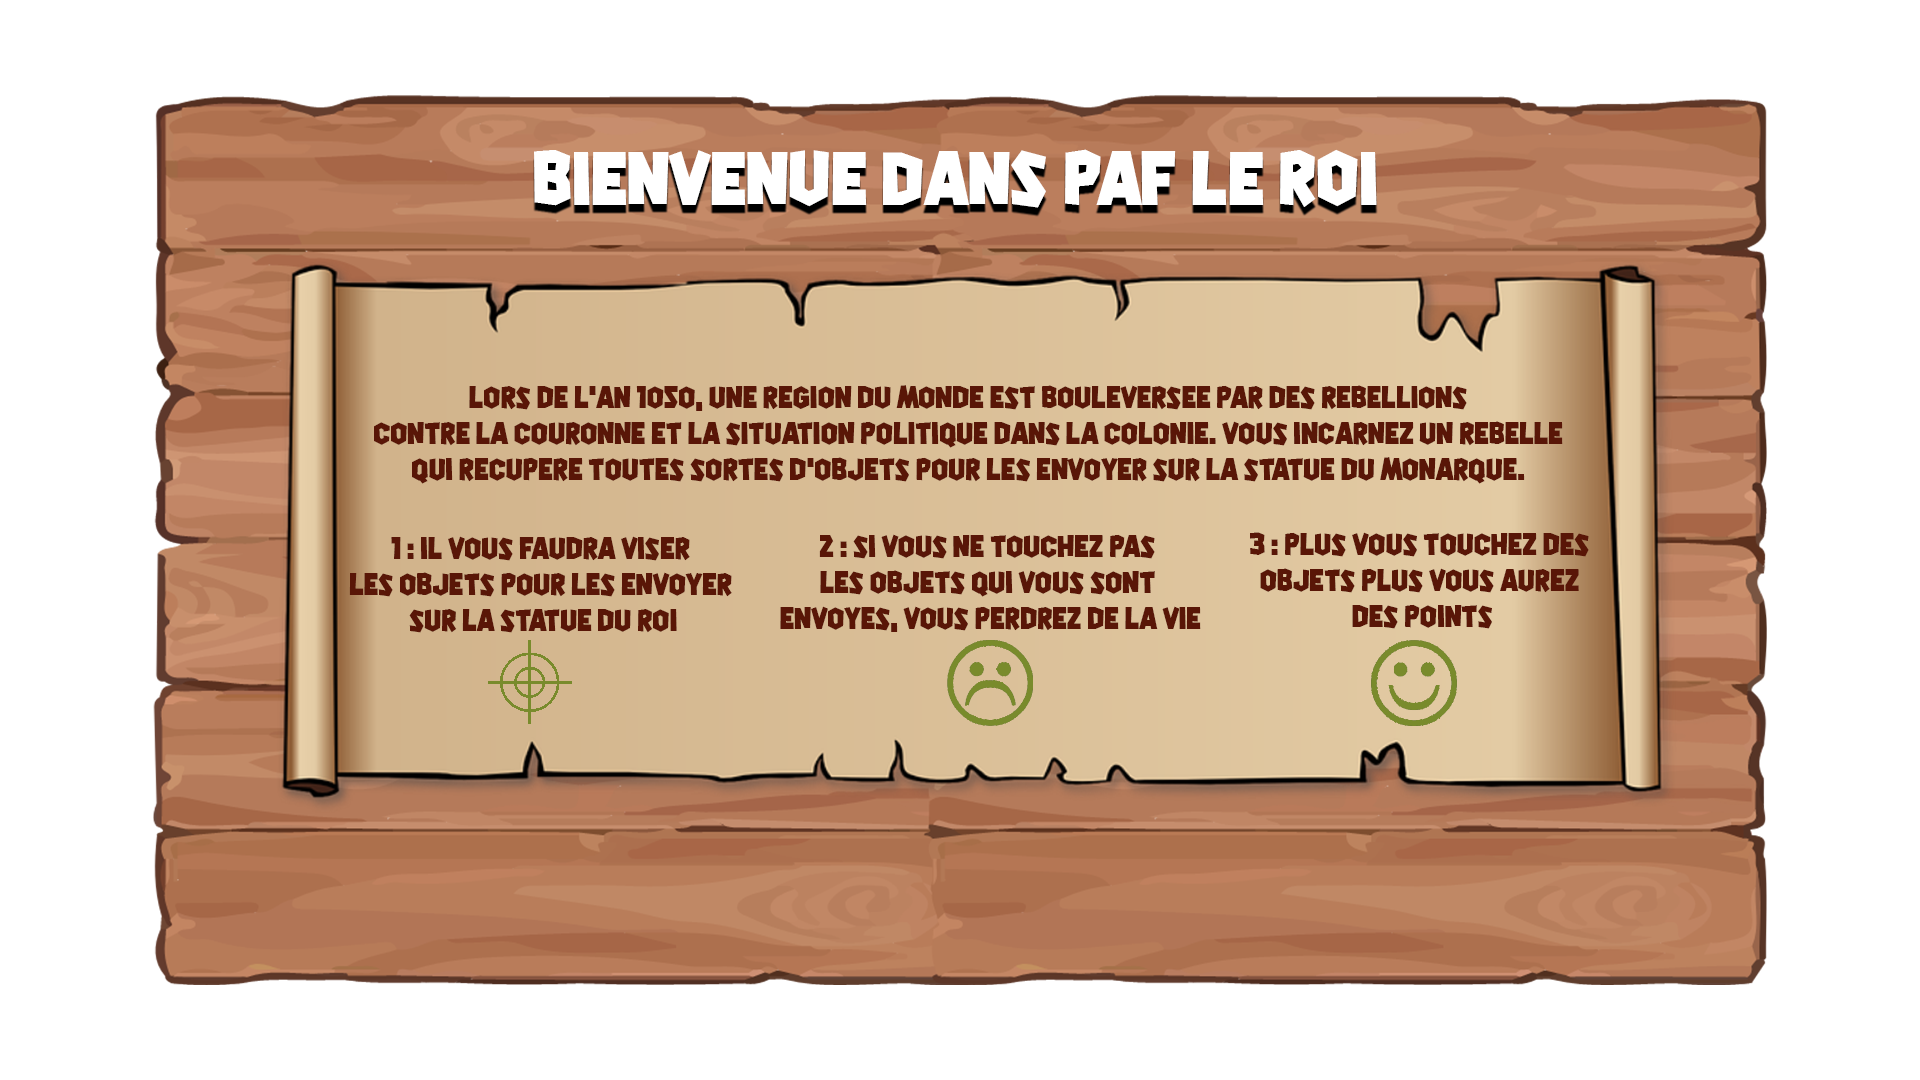 BIENVENUE DANS PAF LE ROI
LORS DE L'AN 1050, UNE REGION DU MONDE EST BOULEVERSEE PAR DES REBELLIONS
CONTRE LA COURONNE ET LA SITUATION POLITIQUE DANS LA COLONIE. VOUS INCARNEZ UN REBELLE
QUI RECUPERE TOUTES SORTES D'OBJETS POUR LES ENVOYER SUR LA STATUE DU MONARQUE.
1 : IL VOUS FAUDRA VISER
LES OBJETS POUR LES ENVOYER
SUR LA STATUE DU ROI
2 : SI VOUS NE TOUCHEZ PAS
LES OBJETS QUI VOUS SONT
ENVOYES, VOUS PERDREZ DE LA VIE
3 : PLUS VOUS TOUCHEZ DES
OBJETS PLUS VOUS AUREZ
DES POINTS